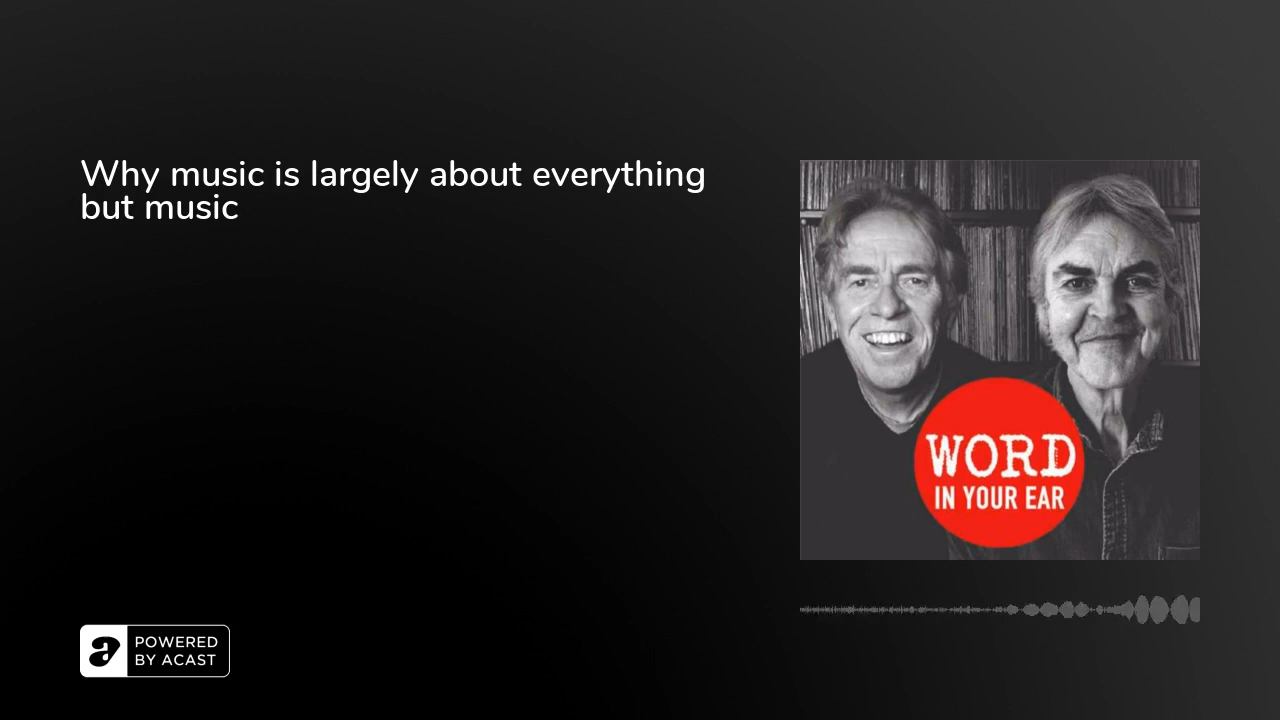 Why music is largely about everything
but music
WORD
IN YOUR EAR
POWERED
BY ACAST